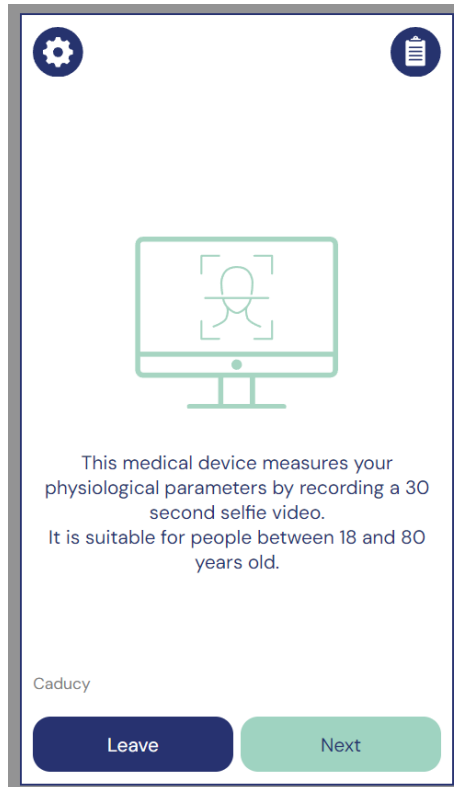 This medical device measures your
physiological parameters by recording a 30
second selfie video.
It is suitable for people between 18 and 80
years old.
Caducy
Leave
Next